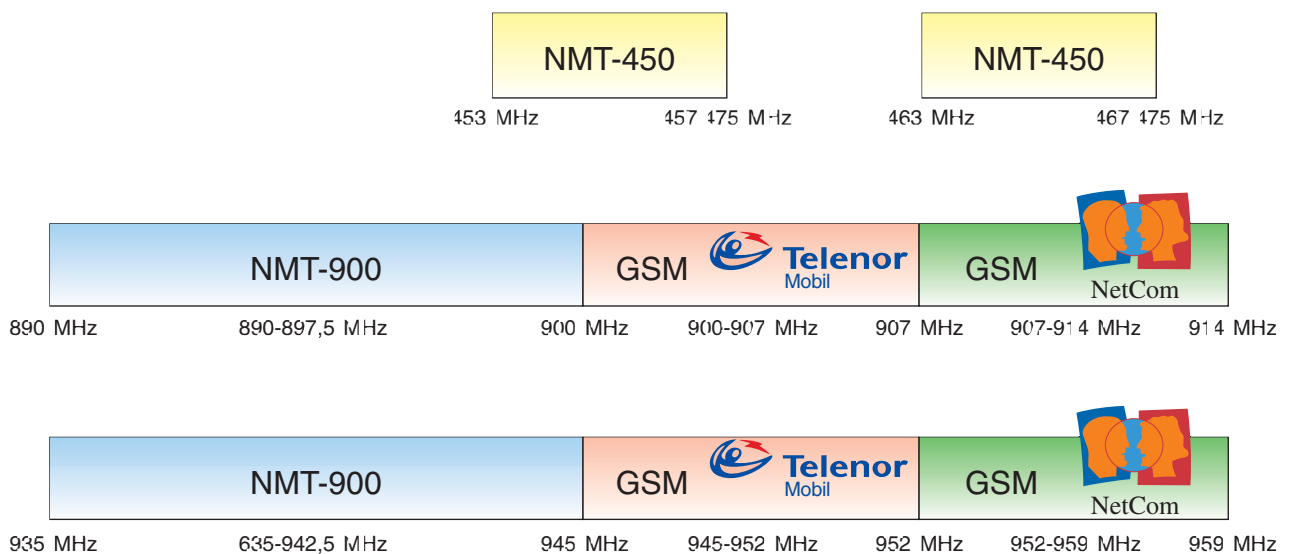 NMT-450 NMT-450
453 MHz 457 475 MHz 463 MHz 467 475 MHz
NMT-900 GSM Telenor Mobil GSM NetCom
890 MHz 890-897,5 MHz 900 MHz 900-907 MHz 907 MHz 907-914 MHz 914 MHz
NMT-900 GSM Telenor Mobil GSM NetCom
935 MHz 635-942,5 MHz 945 MHz 945-952 MHz 952 MHz 952-959 MHz 959 MHz